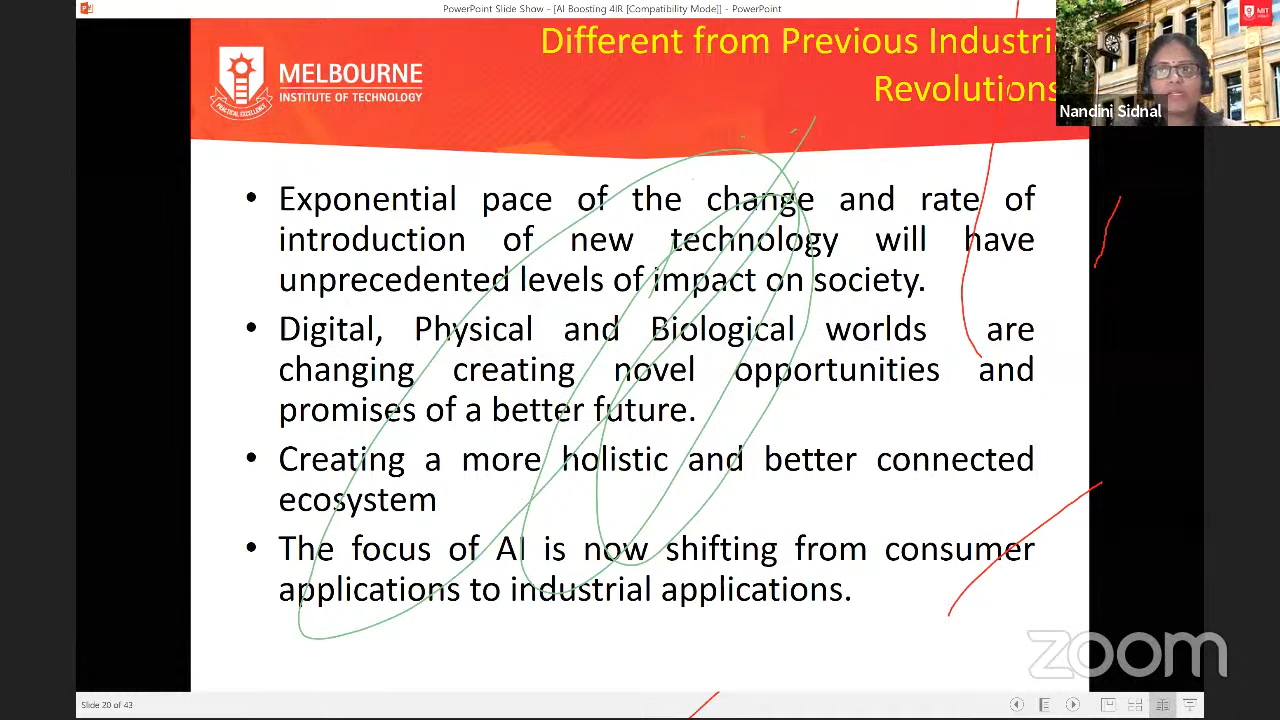 PowerPoint Slide Show - [AI Boosting 4IR [Compatibility Mode]] - PowerPoint
MIT
Different from Previous Industri
Revolutions
MELBOURNE
INSTITUTE OF TECHNOLOGY
PRACTICAL EXCELLENCE
Nandini Sidnal
• Exponential pace of the change and rate of
introduction of new technology will have
unprecedented levels of impact on society.
• Digital, Physical and Biological worlds are
changing creating novel opportunities and
promises of a better future.
• Creating a more holistic and better connected
ecosystem
• The focus of AI is now shifting from consumer
applications to industrial applications.
zoom
Slide 20 of 43